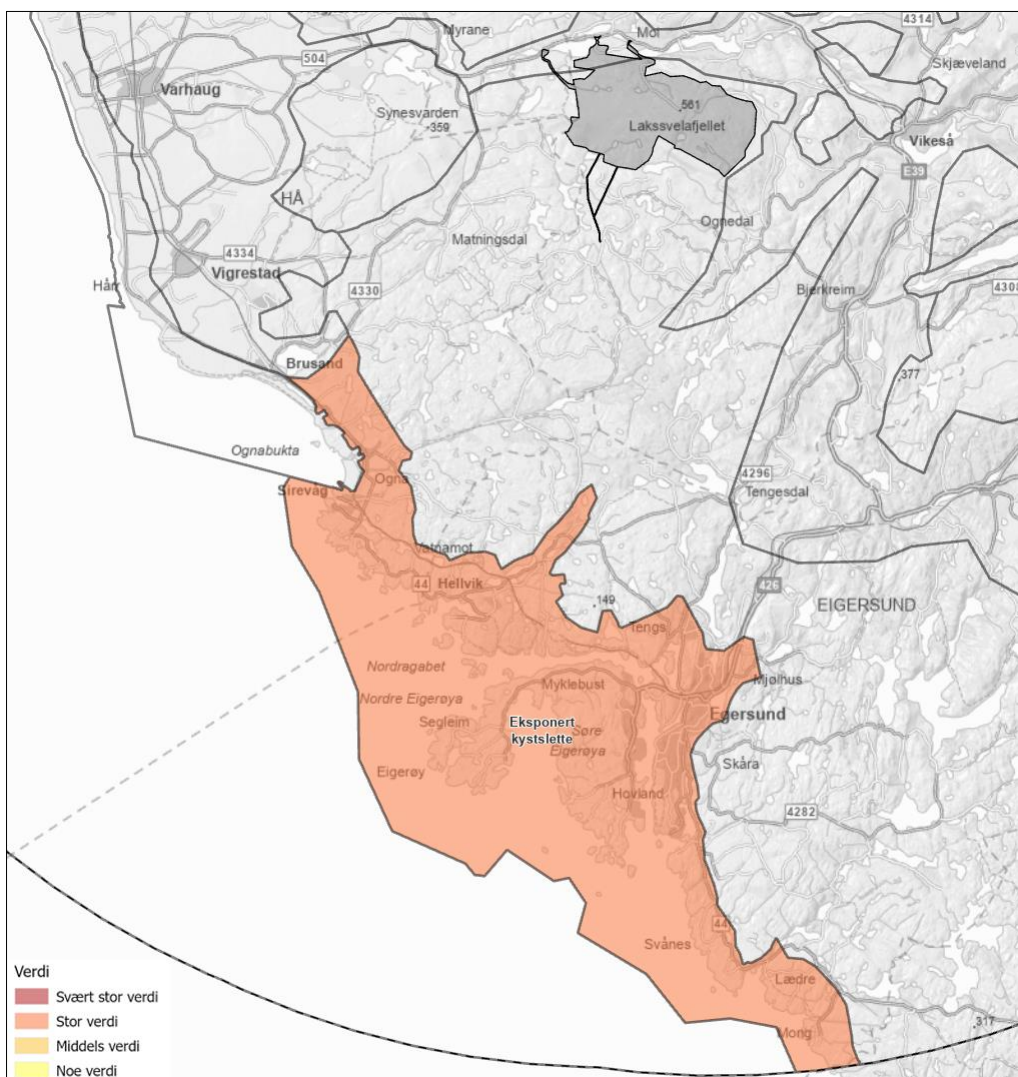 4314
Myrane
Moi
504
Skjæveland
Varhaug
561
Synesvarden
359
Lakssvelafjellet
Vikeså
E39
HÅ
Ognedal
Matningsdal
4334
Vigrestad
Hårr
4330
Bjerkreim
4308
Brusand
377
Ognabukta
4296
Ogna
Sirevåg
Tengesdal
Vatnamot
44
Hellvik
426
149
EIGERSUND
Tengs
Nordragabet
Mjølhus
Myklebust
Nordre Eigerøya
Egersund
Segleim
Eksponert
kystslette
Søre
Eigerøya
Skåra
Eigerøy
Hovland
4282
44
Svånes
Verdi
Lædre
Svært stor verdi
Stor verdi
317
Mong
Middels verdi
Noe verdi